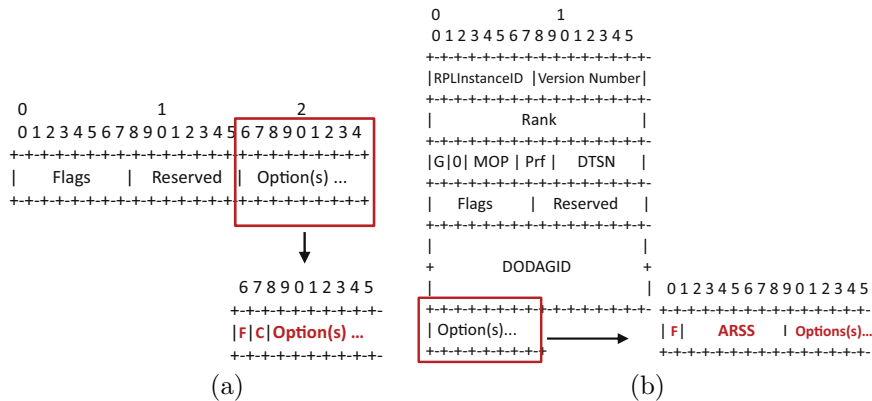 0 1 2
0 1 2 3 4 5 6 7 8 9 0 1 2 3 4 5 6 7 8 9 0 1 2 3 4
+-+-+-+-+-+-+-+-+-+-+-+-+-+-+-+-+-+-+-+-+-+-+-+-+
| Flags | Reserved | Option(s) ...
+-+-+-+-+-+-+-+-+-+-+-+-+-+-+-+-+-+-+-+-+-+-+-+-+
6 7 8 9 0 1 2 3 4 5
+-+-+-+-+-+-+-+-+-+-+-
|F|C|Option(s) ...
+-+-+-+-+-+-+-+-+-+-+-
(a)
0 1
0 1 2 3 4 5 6 7 8 9 0 1 2 3 4 5
+-+-+-+-+-+-+-+-+-+-+-+-+-+-+-+-
|RPLInstanceID |Version Number|
+-+-+-+-+-+-+-+-+-+-+-+-+-+-+-+-
| Rank |
+-+-+-+-+-+-+-+-+-+-+-+-+-+-+-+-
|G|0| MOP | Prf | DTSN |
+-+-+-+-+-+-+-+-+-+-+-+-+-+-+-+-
| Flags | Reserved |
+-+-+-+-+-+-+-+-+-+-+-+-+-+-+-+-
| |
+ DODAGID +
| |
+-+-+-+-+-+-+-+-+-+-+-+-+-+-+-+-
|Option(s)...
+-+-+-+-+-+-+-+-+
0 1 2 3 4 5 6 7 8 9 0 1 2 3 4 5
+-+-+-+-+-+-+-+-+-+-+-+-+-+-+-+-
|F| ARSS I Options(s)...
+-+-+-+-+-+-+-+-+-+-+-+-+-+-+-+-
(b)